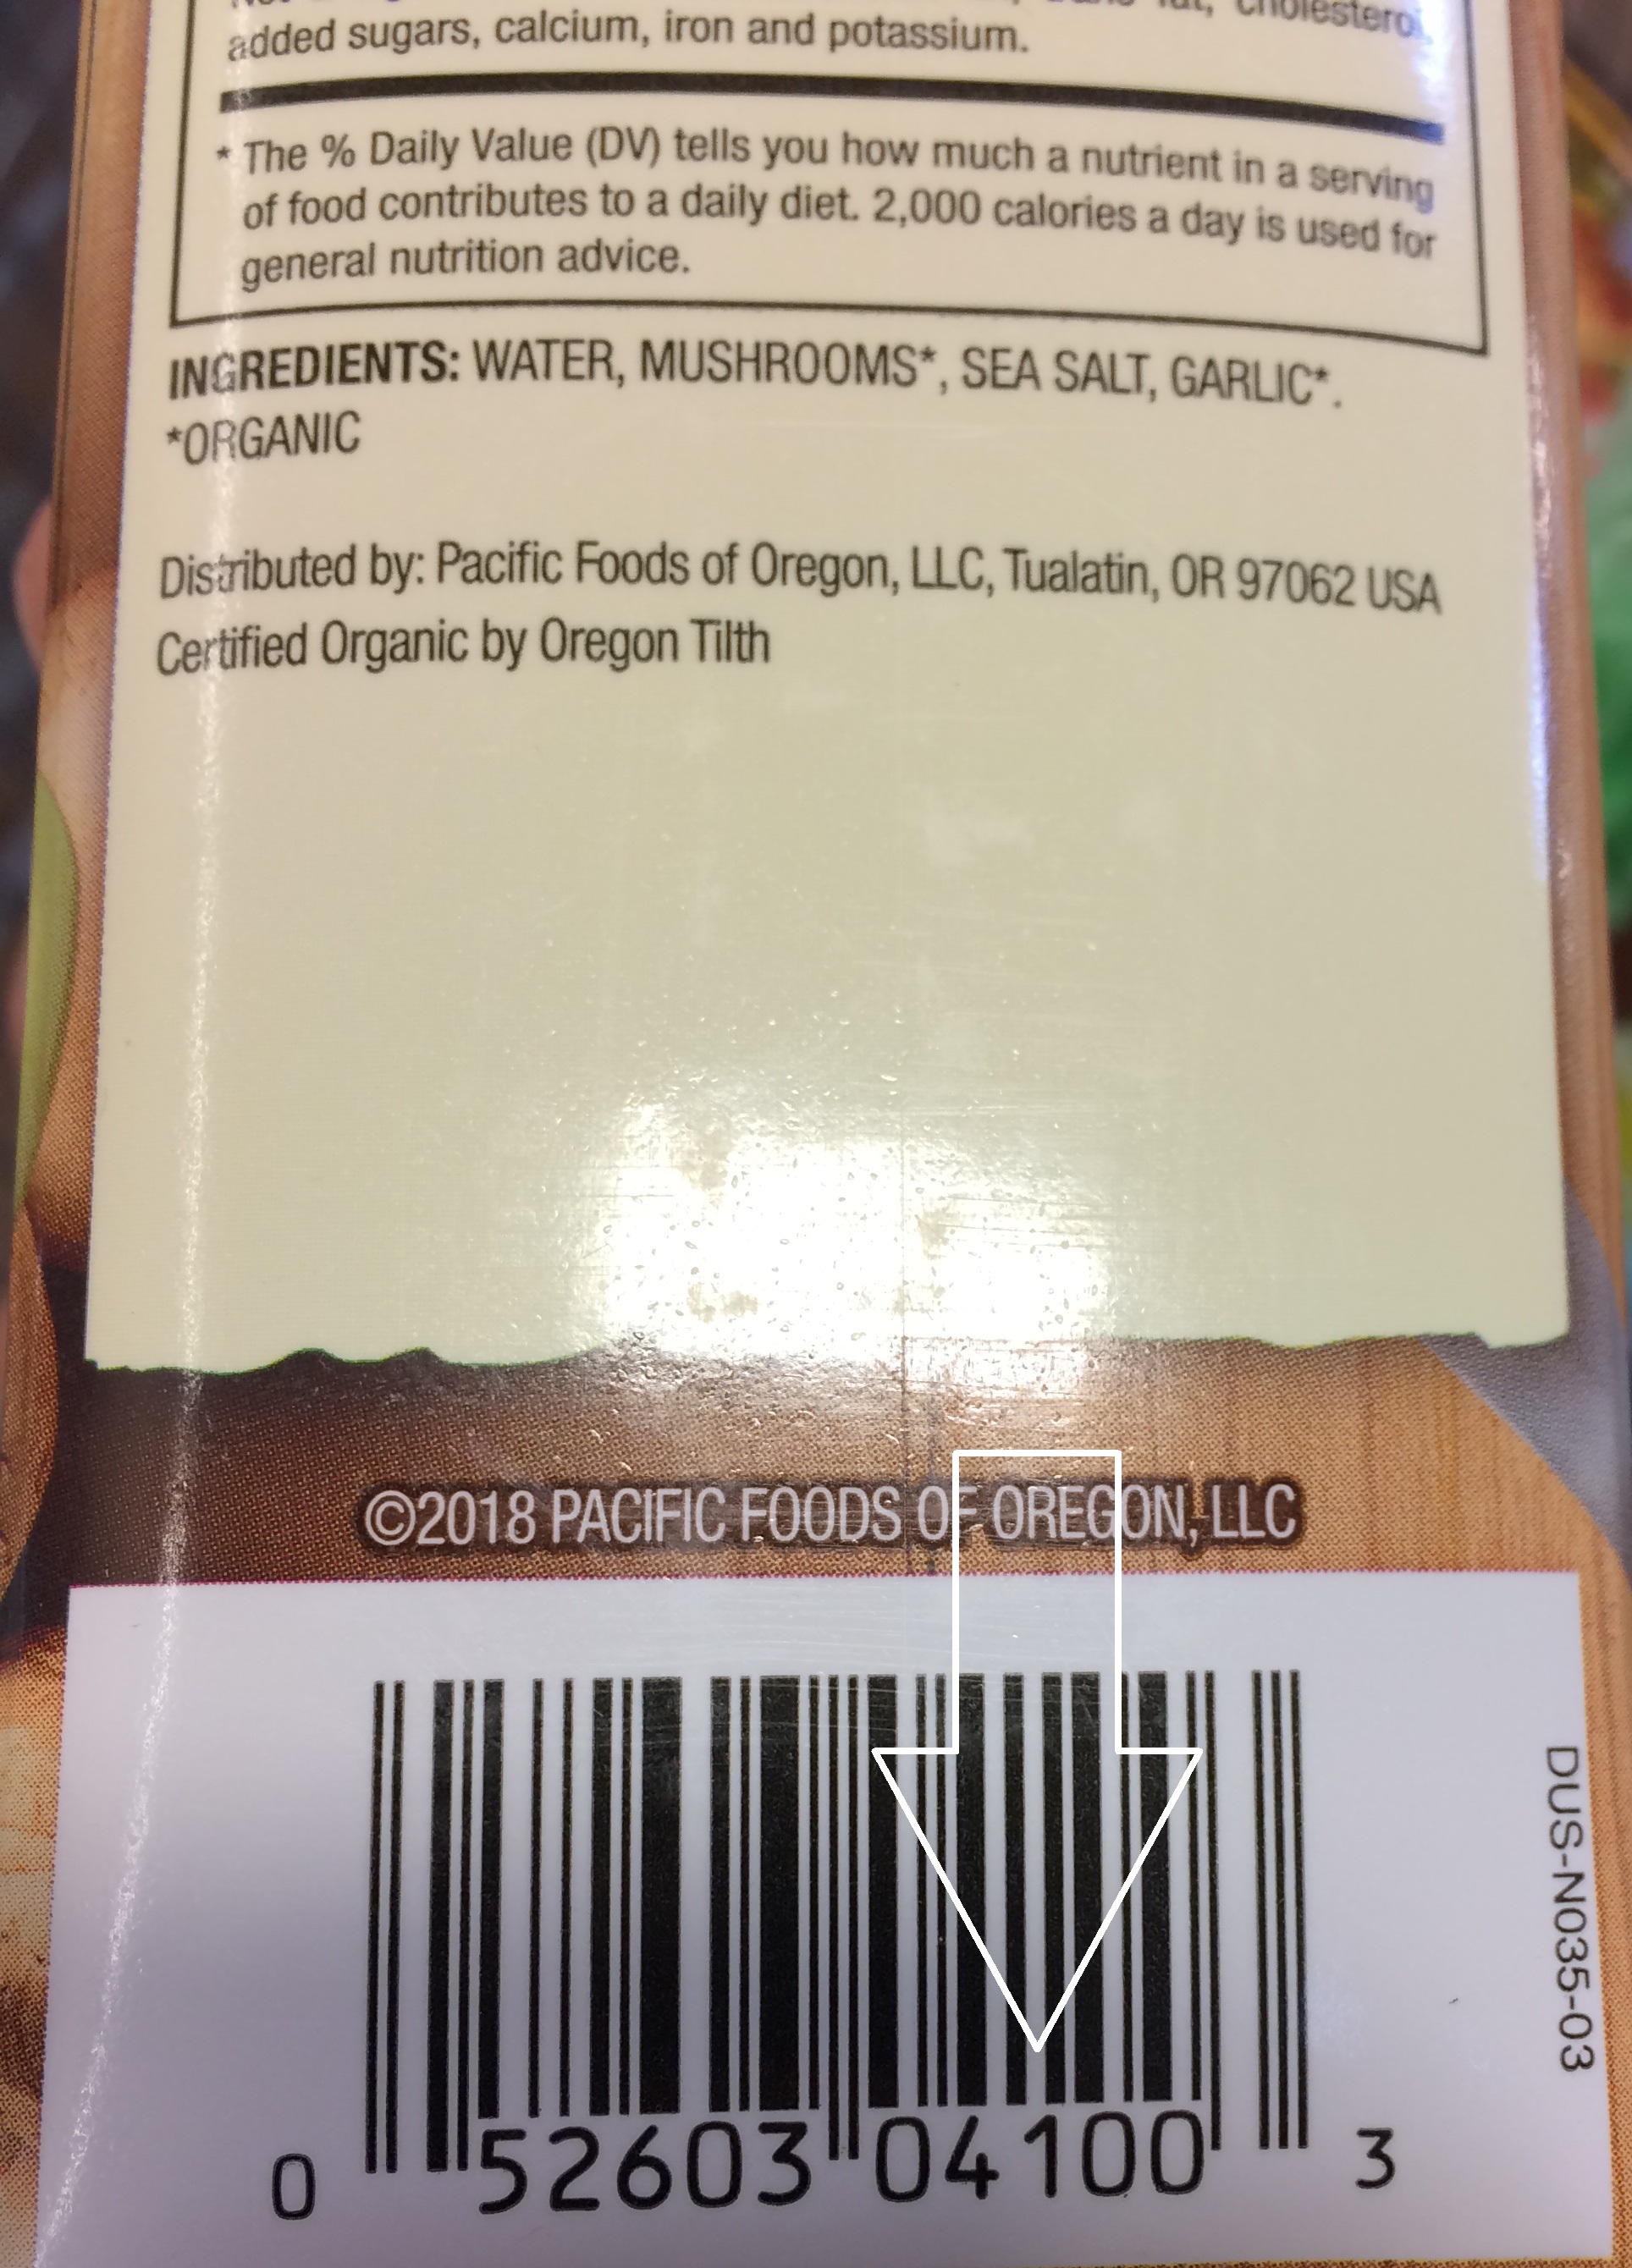 fat, cholesterol,
added sugars, calcium, iron and potassium.
* The % Daily Value (DV) tells you how much a nutrient in a serving
of food contributes to a daily diet. 2,000 calories a day is used for
general nutrition advice.
INGREDIENTS: WATER, MUSHROOMS*, SEA SALT, GARLIC*.
*ORGANIC
Distributed by: Pacific Foods of Oregon, LLC, Tualatin, OR 97062 USA
Certified Organic by Oregon Tilth
©2018 PACIFIC FOODS OF OREGON, LLC
DUS-N035-03
0 52603 04100 3